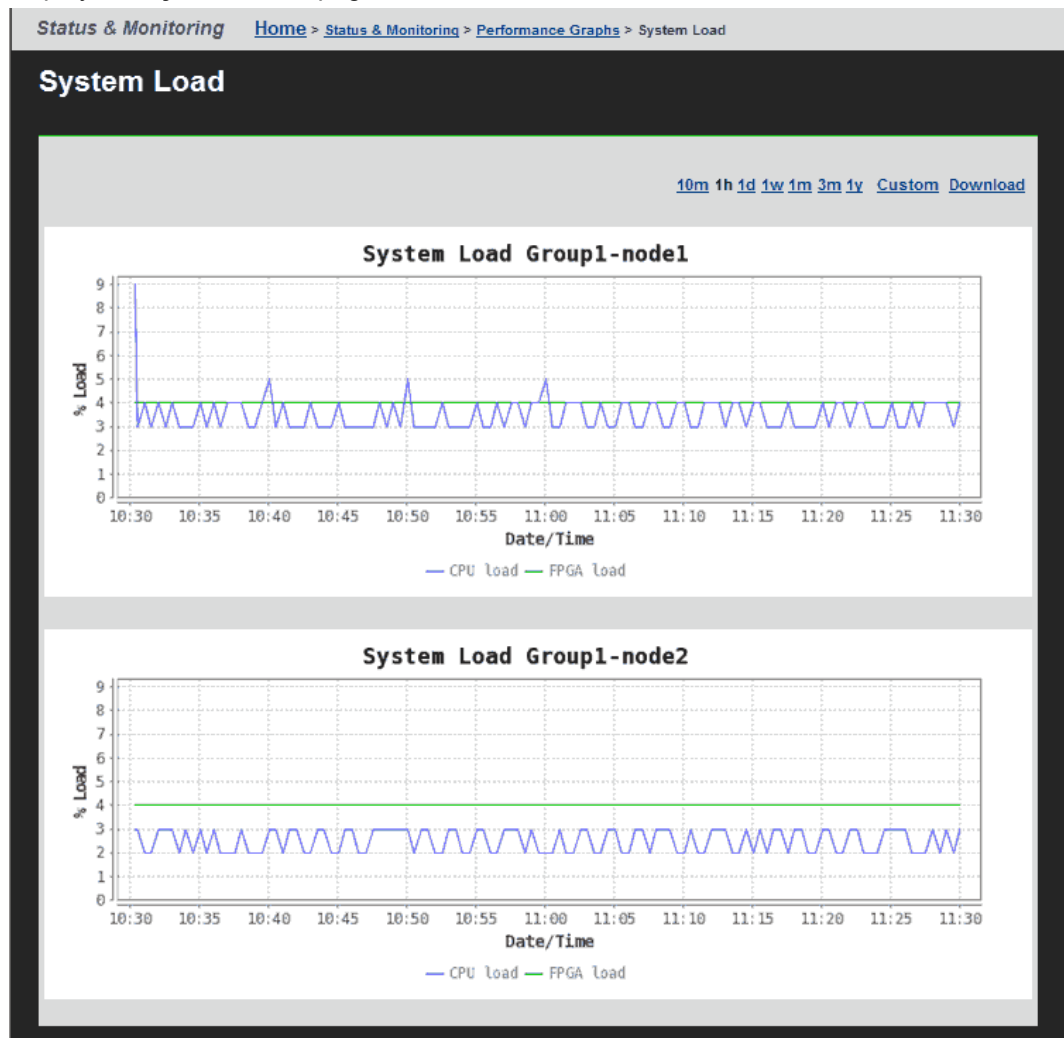 Status & Monitoring Home > Status & Monitoring > Performance Graphs > System Load
System Load
10m 1h 1d 1w 1m 3m 1y Custom Download
System Load Group1-node1
% Load
9
8
7
6
5
4
3
2
1
0
10:30 10:35 10:40 10:45 10:50 10:55 11:00 11:05 11:10 11:15 11:20 11:25 11:30
Date/Time
CPU load FPGA load
System Load Group1-node2
% Load
9
8
7
6
5
4
3
2
1
0
10:30 10:35 10:40 10:45 10:50 10:55 11:00 11:05 11:10 11:15 11:20 11:25 11:30
Date/Time
CPU load FPGA load